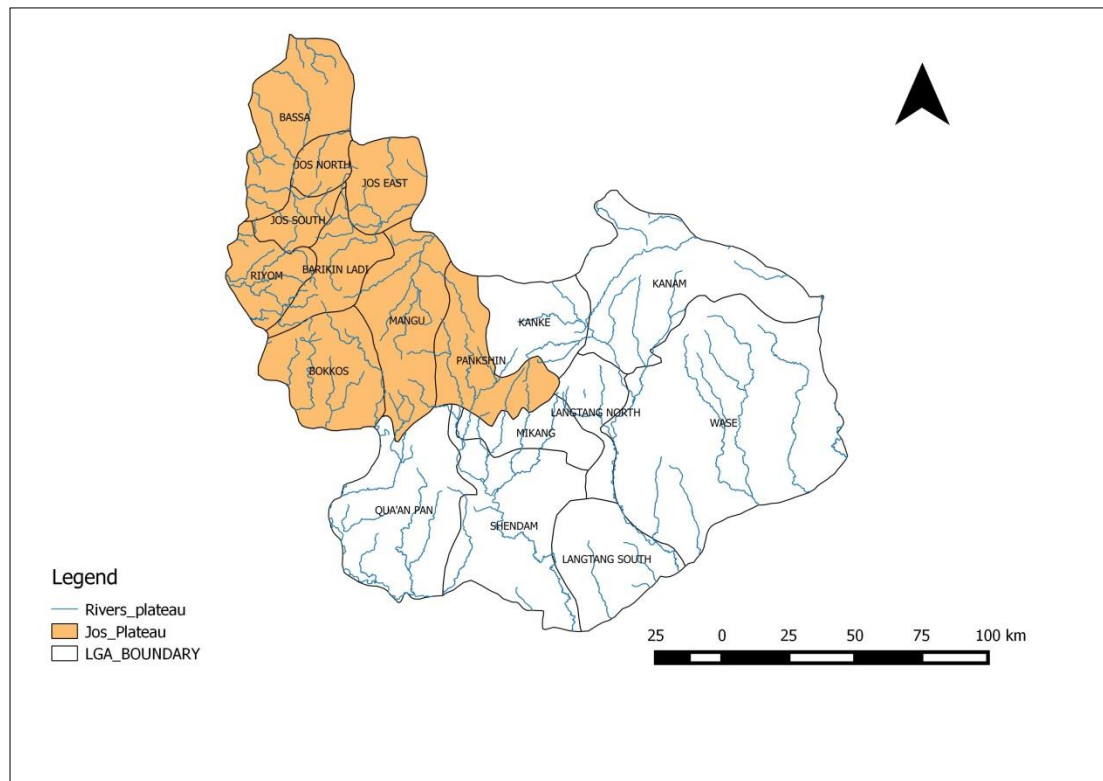 BASSA
JOS NORTH
JOS EAST
JOS SOUTH
RIYOM
BARIKIN LADI
KANAM
MANGU
KANKE
PANKSHIN
BOKKOS
LANGTANG NORTH
WASE
MIKANG
QUA'AN PAN
SHENDAM
LANGTANG SOUTH
Legend
Rivers_plateau
Jos_Plateau
LGA_BOUNDARY
25 0 25 50 75 100 km